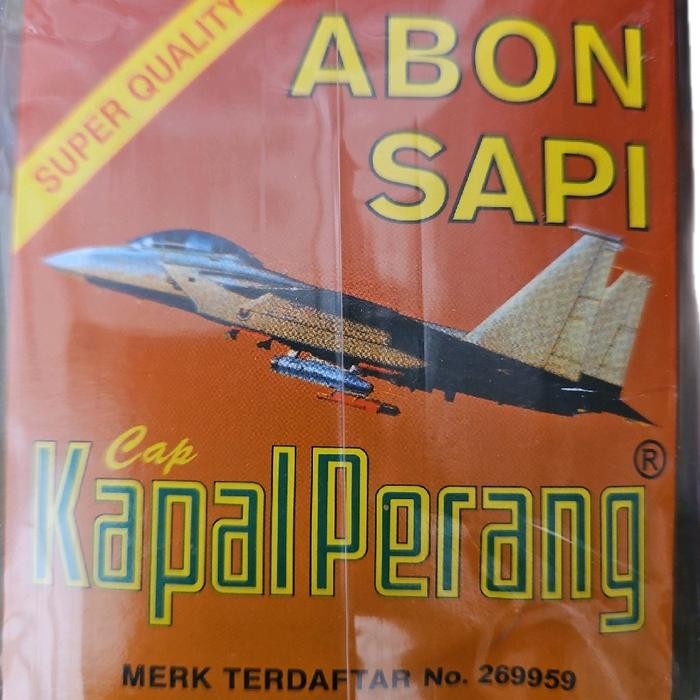 SUPER QUALITY
ABON
SAPI
Cap
Kapal Perang ®
MERK TERDAFTAR No. 269959